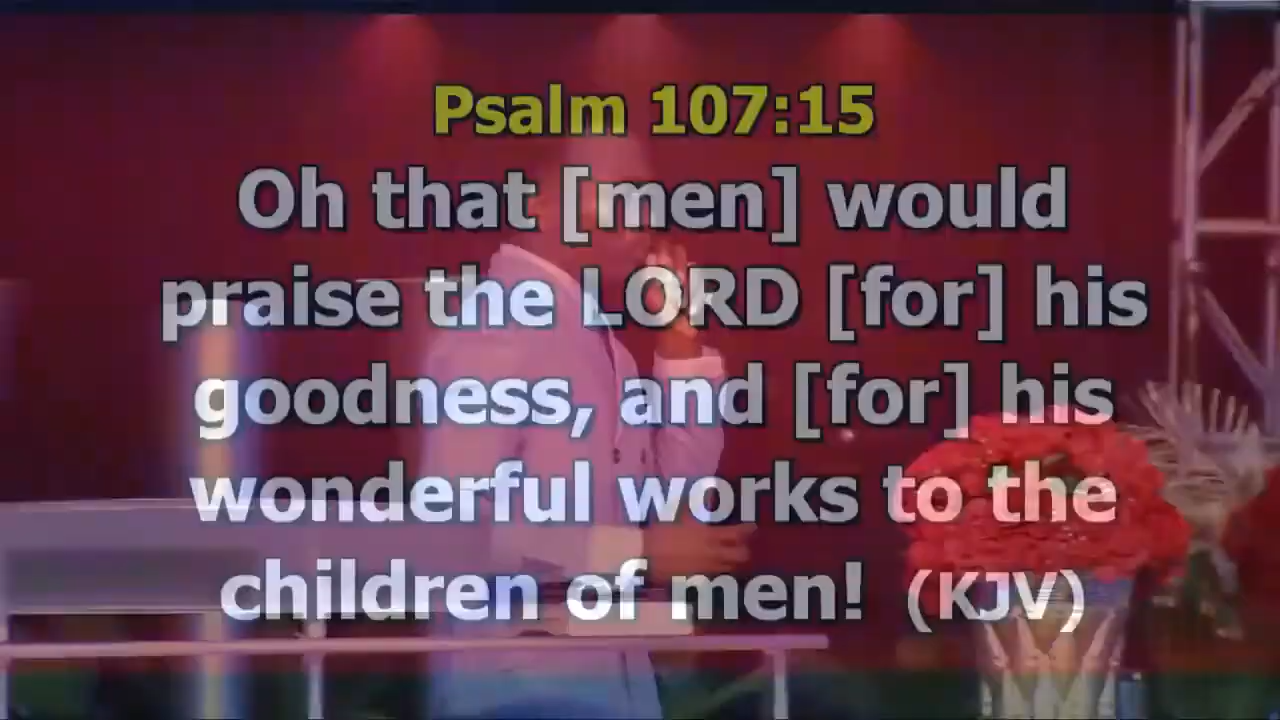 Psalm 107:15
Oh that [men] would
praise the LORD [for] his
goodness, and [for] his
wonderful works to the
children of men! (KJV)